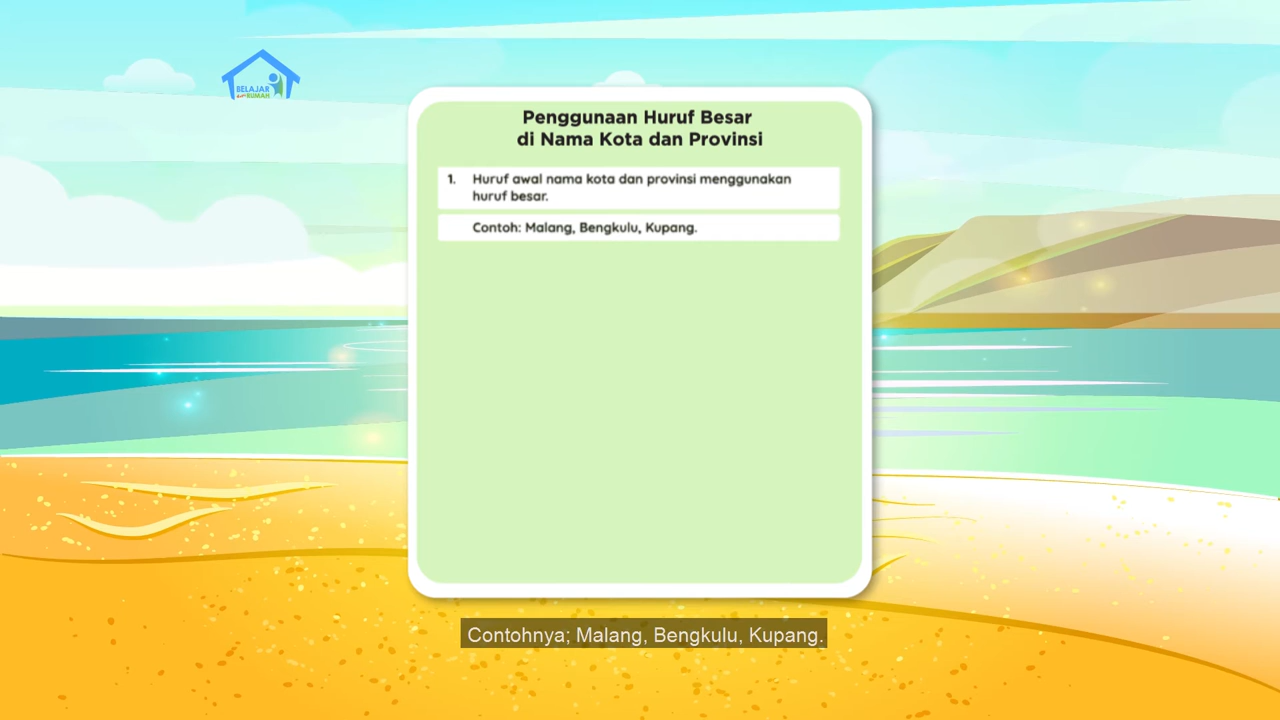 BELAJAR
dari RUMAH
Penggunaan Huruf Besar
di Nama Kota dan Provinsi
1. Huruf awal nama kota dan provinsi menggunakan
huruf besar.
Contoh: Malang, Bengkulu, Kupang.
Contohnya; Malang, Bengkulu, Kupang.